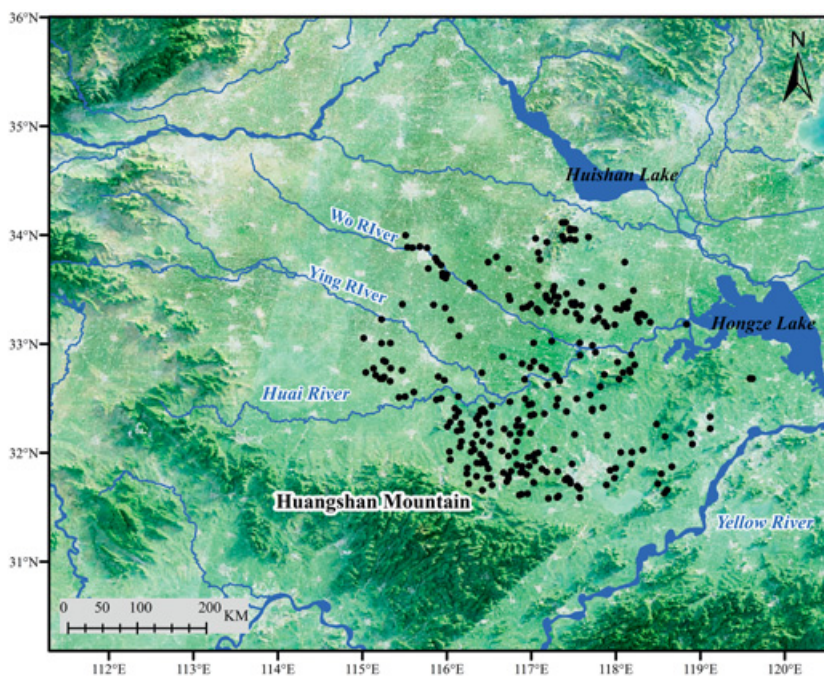 36°N
N
35°N
Huishan Lake
34°N
Wo RIver
Ying RIver
Hongze Lake
33°N
Huai River
32°N
Huangshan Mountain
Yellow River
31°N
0 50 100 200
KM
112°E 113°E 114°E 115°E 116°E 117°E 118°E 119°E 120°E